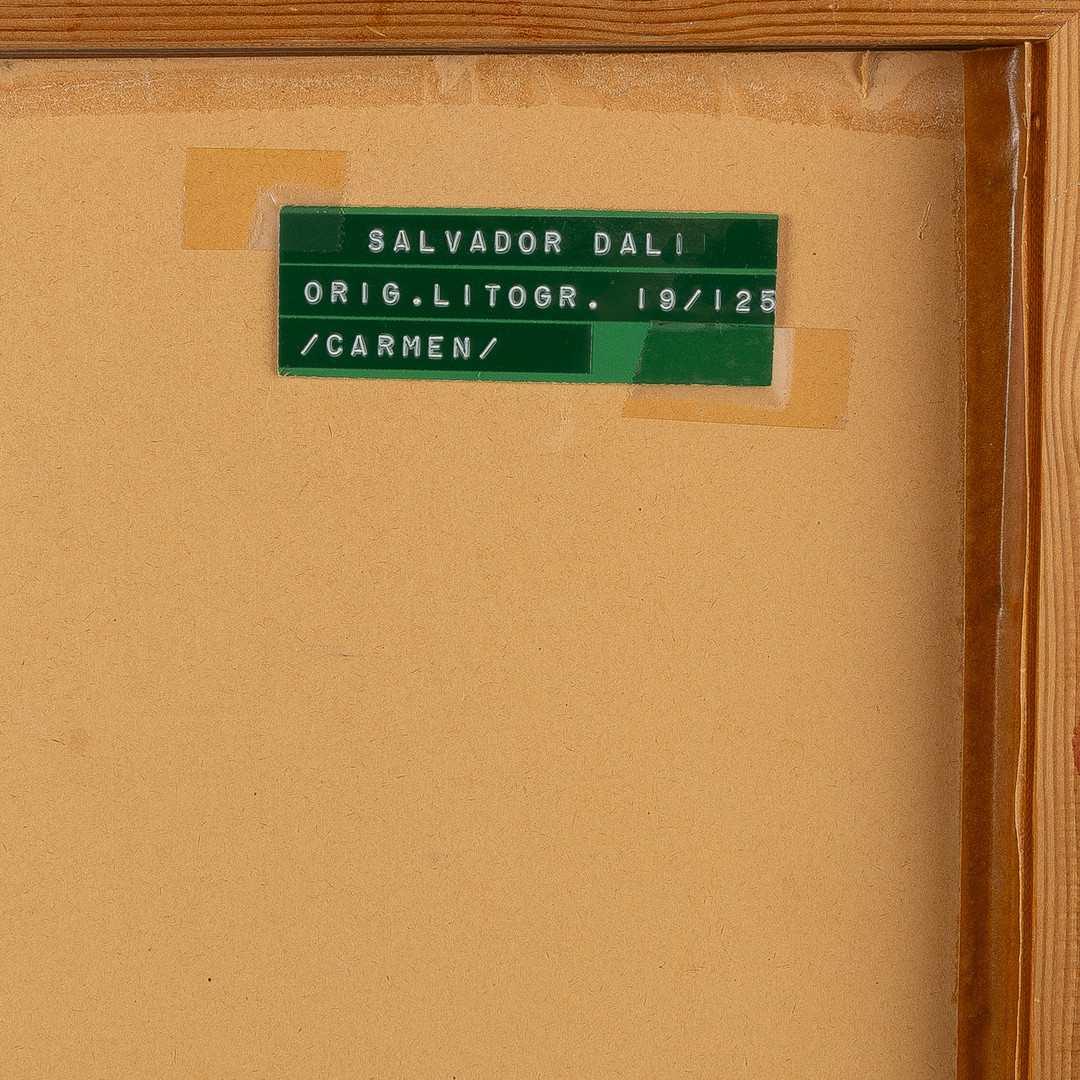 SALVADOR DALI
ORIG.LITOGR. 19/125
/CARMEN/